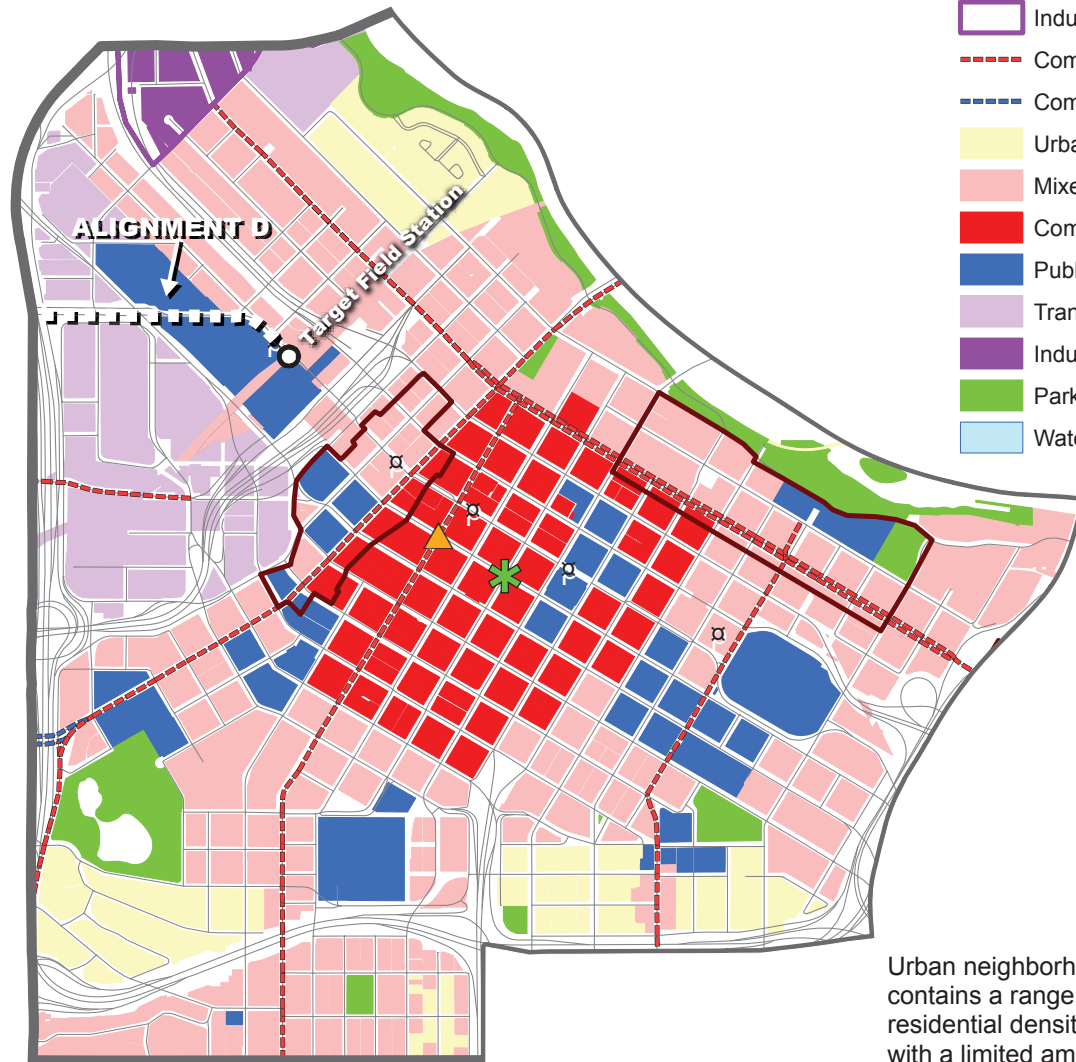 Indu
Com
Com
Urba
Mixe
Com
Publ
Tran
Indu
Park
Wate
ALIGNMENT D
Target Field Station
Urban neighborh
contains a range
residential densit
with a limited am